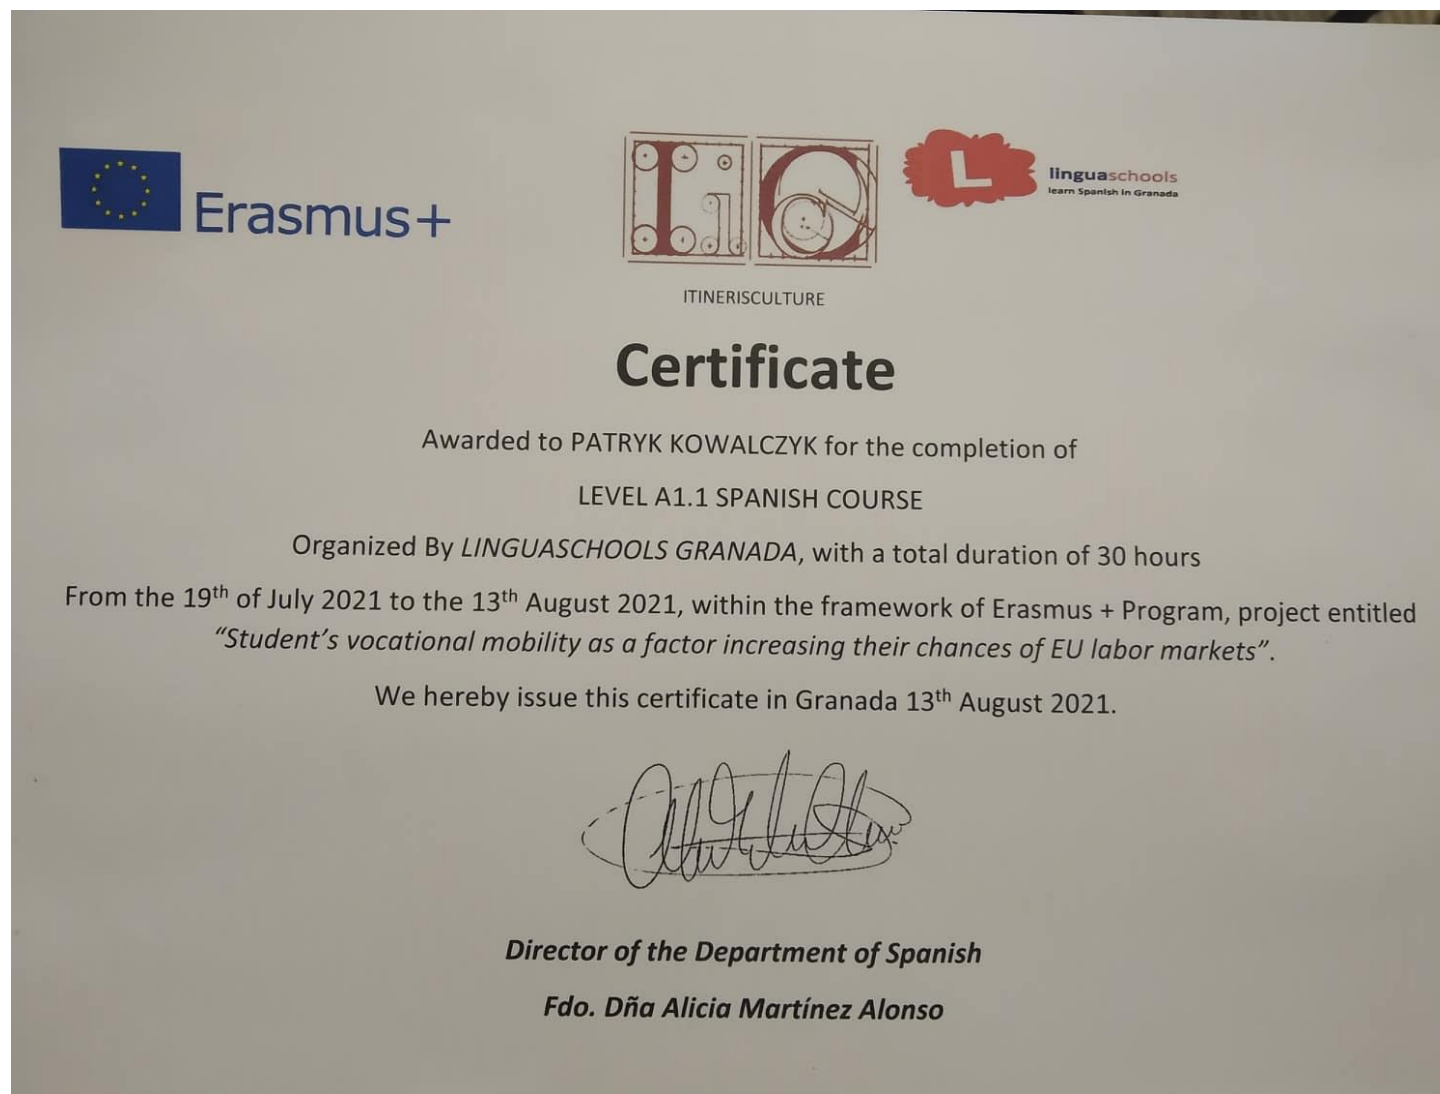 Erasmus+
L
linguaschools
learn Spanish in Granada
ITINERISCULTURE
Certificate
Awarded to PATRYK KOWALCZYK for the completion of
LEVEL A1.1 SPANISH COURSE
Organized By LINGUASCHOOLS GRANADA, with a total duration of 30 hours
From the 19th of July 2021 to the 13th August 2021, within the framework of Erasmus + Program, project entitled
“Student’s vocational mobility as a factor increasing their chances of EU labor markets”.
We hereby issue this certificate in Granada 13th August 2021.
Director of the Department of Spanish
Fdo. Dña Alicia Martínez Alonso